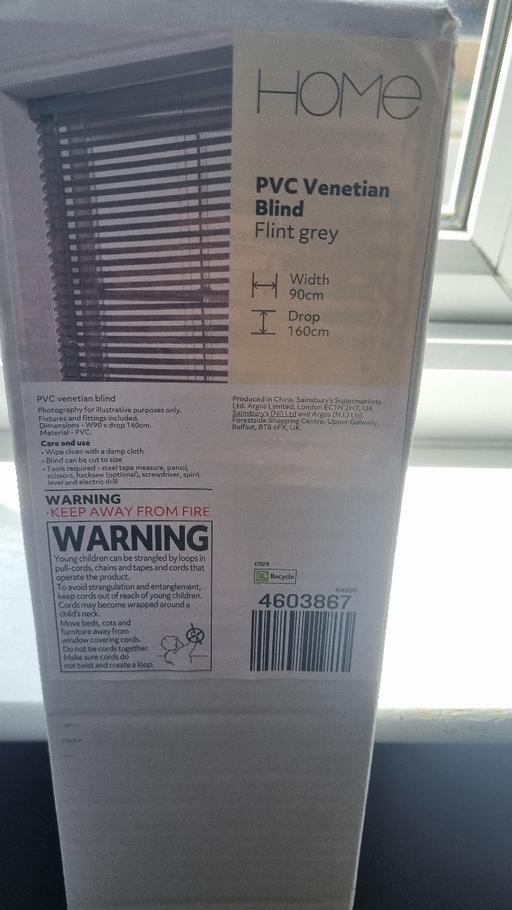 HOME
PVC Venetian
Blind
Flint grey
Width
90cm
Drop
160cm
PVC venetian blind
Photography for illustrative purposes only.
Fixtures and fittings included.
Dimensions - W90 x drop 160cm.
Material - PVC.
Care and use
• Wipe clean with a damp cloth
• Blind can be cut to size
• Tools required - steel tape measure, pencil,
scissors, hacksaw (optional), screwdriver, spirit
level and electric drill
WARNING
·KEEP AWAY FROM FIRE
WARNING
Young children can be strangled by loops in
pull-cords, chains and tapes and cords that
operate the product.
To avoid strangulation and entanglement,
keep cords out of reach of young children.
Cords may become wrapped around a
child's neck.
Move beds, cots and
furniture away from
window covering cords.
Do not tie cords together.
Make sure cords do
not twist and create a loop.
Produced in China. Sainsbury's Supermarkets
Ltd. Argos Limited, London EC1N 2HT, UK
Sainsbury's (NI) Ltd and Argos (N.I.) Ltd,
Forestside Shopping Centre, Upper Galwally,
Belfast, BT8 6FX, UK.
0924
Recycle
4603867